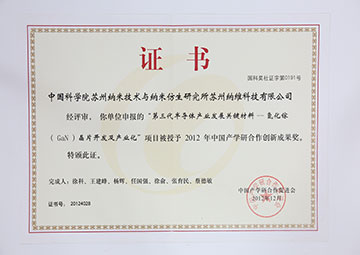 证书
国科奖社证字第0191号
中国科学院苏州纳米技术与纳米仿生研究所苏州纳维科技有限公司
经评审，你单位申报的“第三代半导体产业发展关键材料—氮化镓
（GaN）晶片开发及产业化”项目被授予 2012 年中国产学研合作创新成果奖，
特颁此证。
完成人：徐科、王建峰、杨辉、任国强、徐俞、张育民、蔡德敏
中国产学研合作促进会
2012年12月
证书号：20124028